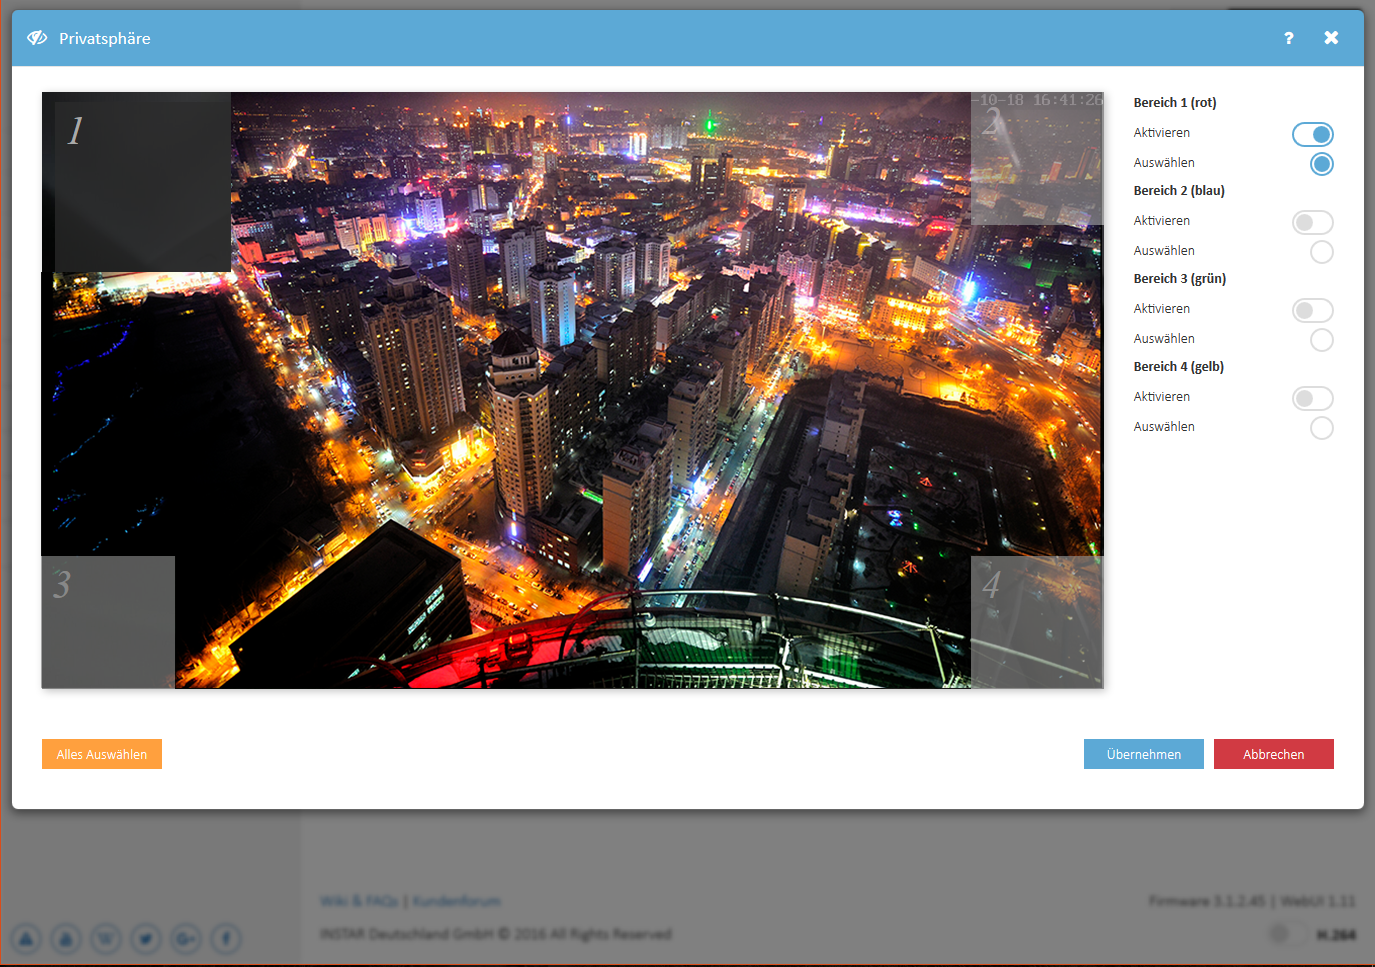 Privatsphäre
?
1
-10-18 16:41:26
2
3
4
Bereich 1 (rot)
Aktivieren
Auswählen
Bereich 2 (blau)
Aktivieren
Auswählen
Bereich 3 (grün)
Aktivieren
Auswählen
Bereich 4 (gelb)
Aktivieren
Auswählen
Alles Auswählen
Übernehmen
Abbrechen
Wiki & FAQs | Kundenforum
Firmware 3.1.2.45 | WebUI 1.11
INSTAR Deutschland GmbH © 2016 All Rights Reserved
H.264